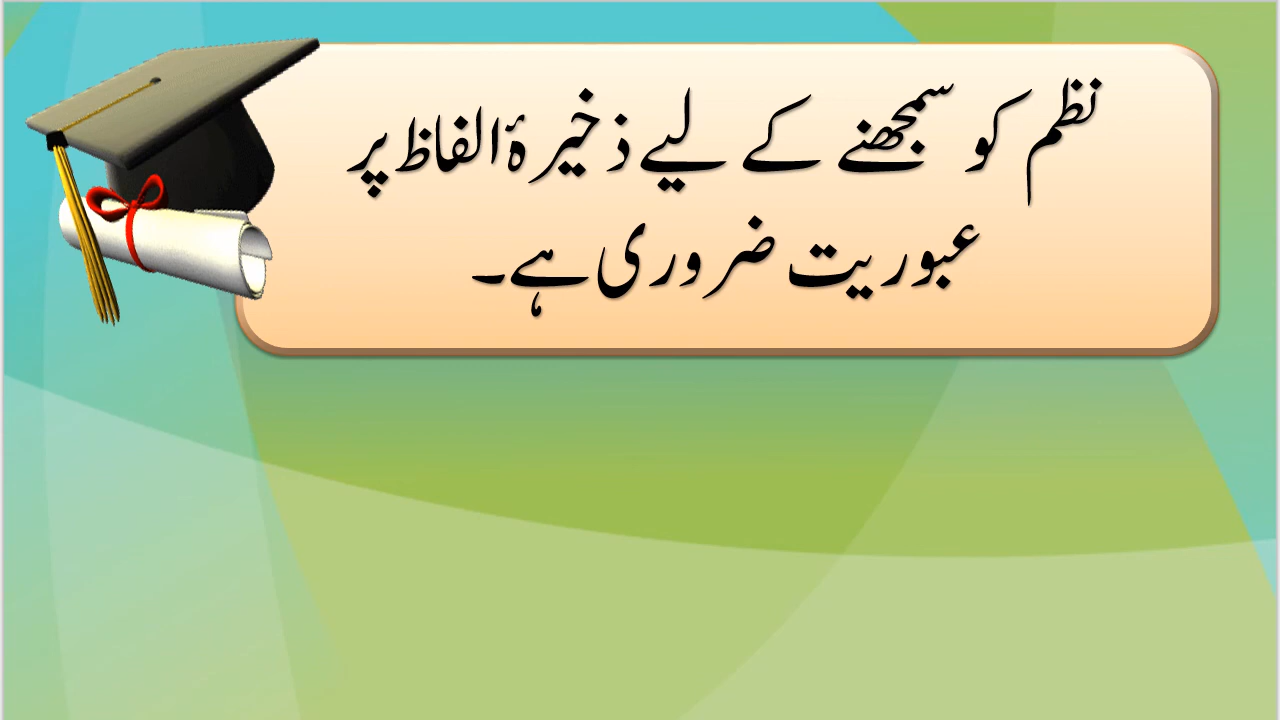 نظم کو سمجھنے کے لیے ذخیرۂ الفاظ پر
عبوریت ضروری ہے۔